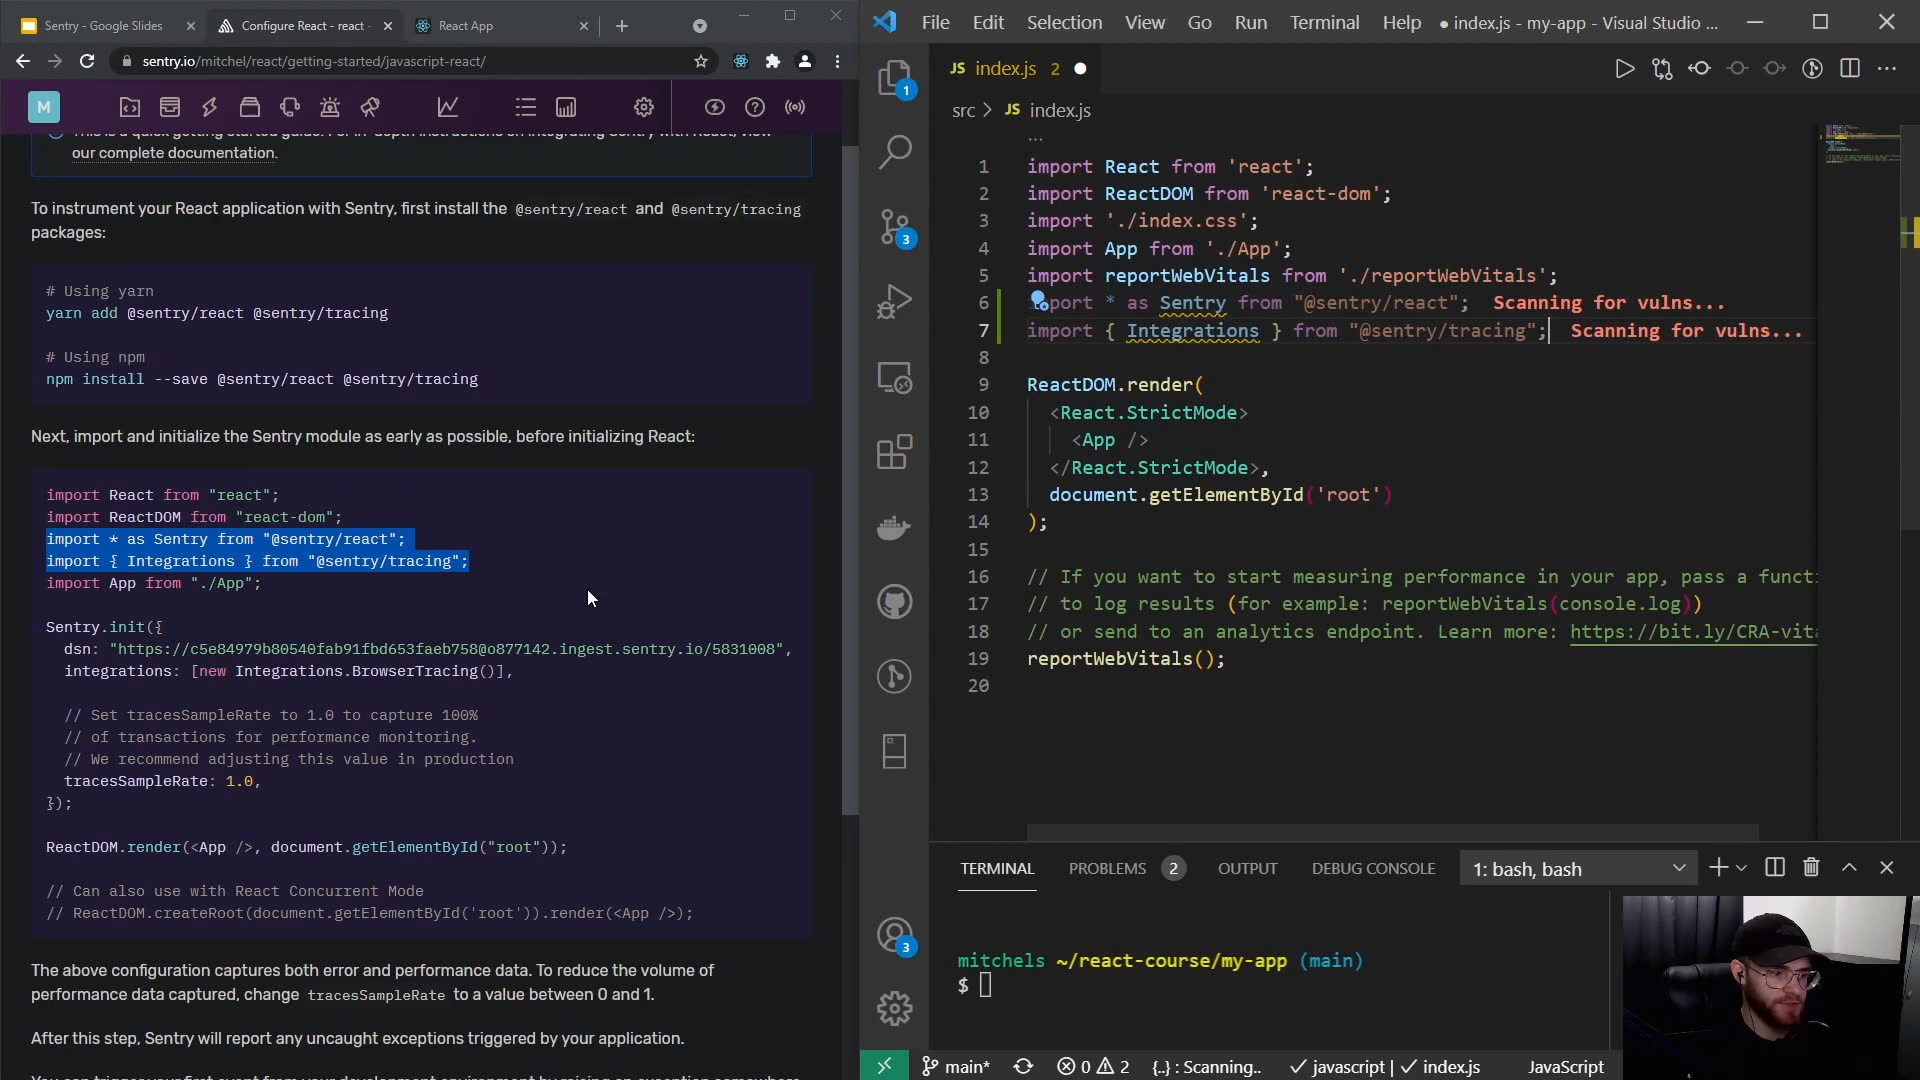 Sentry - Google Slides
Configure React - react -
React App
sentry.io/mitchel/react/getting-started/javascript-react/
M
our complete documentation.
To instrument your React application with Sentry, first install the @sentry/react and @sentry/tracing
packages:
# Using yarn
yarn add @sentry/react @sentry/tracing
# Using npm
npm install --save @sentry/react @sentry/tracing
Next, import and initialize the Sentry module as early as possible, before initializing React:
import React from "react";
import ReactDOM from "react-dom";
import * as Sentry from "@sentry/react";
import { Integrations } from "@sentry/tracing";
import App from "./App";
Sentry.init({
dsn: "https://c5e84979b80540fab91fbd653faeb758@o877142.ingest.sentry.io/5831008",
integrations: [new Integrations.BrowserTracing()],
// Set tracesSampleRate to 1.0 to capture 100%
// of transactions for performance monitoring.
// We recommend adjusting this value in production
tracesSampleRate: 1.0,
});
ReactDOM.render(<App />, document.getElementById("root"));
// Can also use with React Concurrent Mode
// ReactDOM.createRoot(document.getElementById('root')).render(<App />);
The above configuration captures both error and performance data. To reduce the volume of
performance data captured, change tracesSampleRate to a value between 0 and 1.
After this step, Sentry will report any uncaught exceptions triggered by your application.
File Edit Selection View Go Run Terminal Help ● index.js - my-app - Visual Studio ...
JS index.js 2 ●
src > JS index.js
...
1 import React from 'react';
2 import ReactDOM from 'react-dom';
3 import './index.css';
4 import App from './App';
5 import reportWebVitals from './reportWebVitals';
6 import * as Sentry from "@sentry/react"; Scanning for vulns...
7 import { Integrations } from "@sentry/tracing"; Scanning for vulns...
8
9 ReactDOM.render(
10 <React.StrictMode>
11 <App />
12 </React.StrictMode>,
13 document.getElementById('root')
14 );
15
16 // If you want to start measuring performance in your app, pass a functi
17 // to log results (for example: reportWebVitals(console.log))
18 // or send to an analytics endpoint. Learn more: https://bit.ly/CRA-vita
19 reportWebVitals();
20
1
3
3
TERMINAL PROBLEMS 2 OUTPUT DEBUG CONSOLE 1: bash, bash
mitchels ~/react-course/my-app (main)
$
main* 0 2 {..} : Scanning.. ✓ javascript | ✓ index.js JavaScript